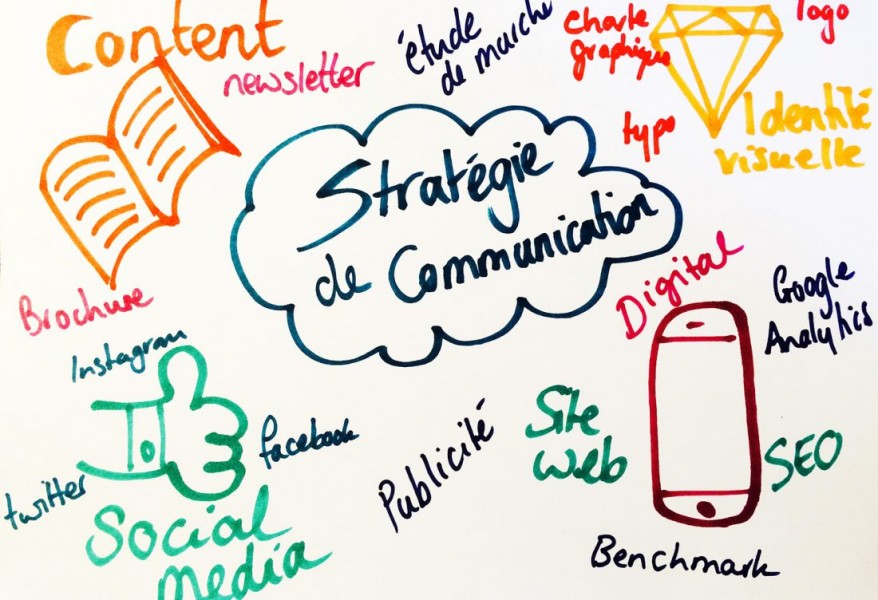 Content
newsletter
étude
de marché
Charte
graphique
logo
typo
Identité
visuelle
Stratégie
de Communication
Brochure
Digital
Google
Analytics
Instagram
facebook
twitter
Social
media
Publicité
Site
web
SEO
Benchmark